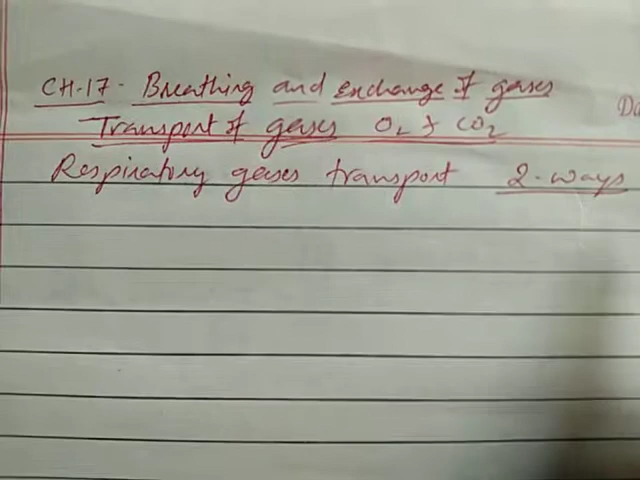 CH-17 - Breathing and exchange of gases
Transport of gases O2 & CO2
Respiratory gases transport 2-ways